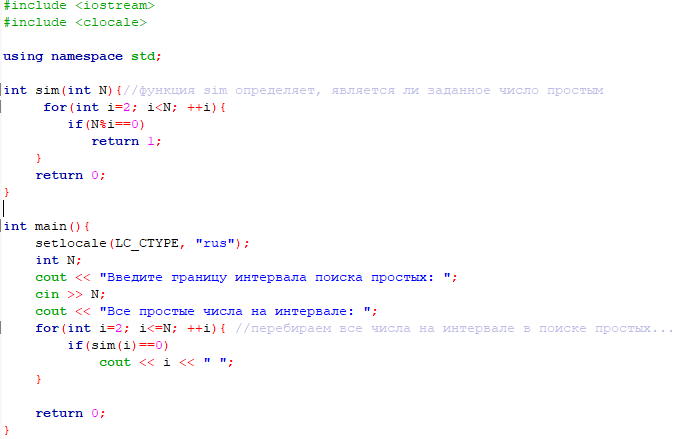 #include <iostream>
#include <clocale>
using namespace std;
int sim(int N){//функция sim определяет, является ли заданное число простым
for(int i=2; i<N; ++i){
if(N%i==0)
return 1;
}
return 0;
}
int main(){
setlocale(LC_CTYPE, "rus");
int N;
cout << "Введите границу интервала поиска простых: ";
cin >> N;
cout << "Все простые числа на интервале: ";
for(int i=2; i<=N; ++i){ //перебираем все числа на интервале в поиске простых...
if(sim(i)==0)
cout << i << " ";
}
return 0;
}